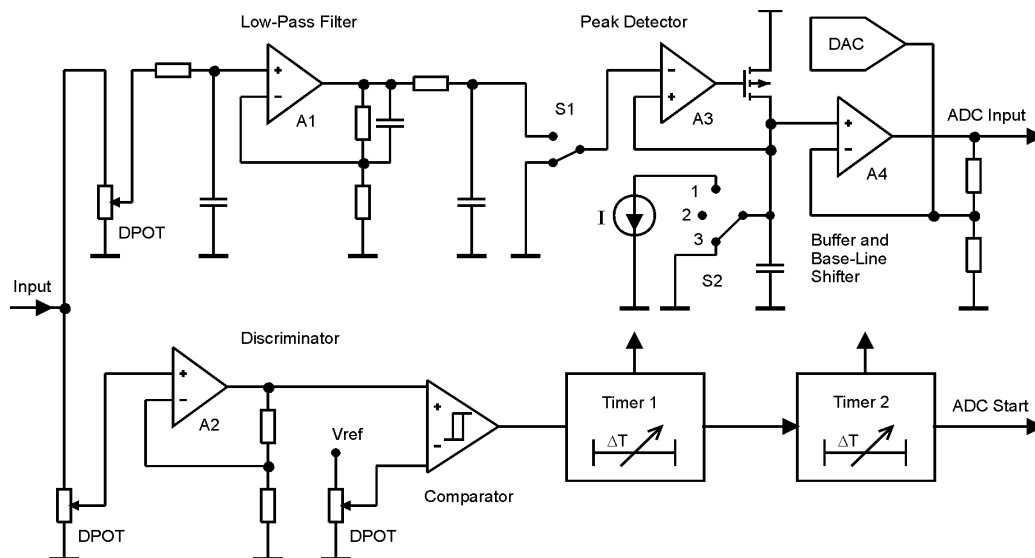 Low-Pass Filter
Peak Detector
DAC
+
−
A1
S1
−
+
A3
+
−
A4
ADC Input
DPOT
I
1
2
3
S2
Buffer and
Base-Line
Shifter
Input
Discriminator
+
−
A2
Vref
+
−
Comparator
Timer 1
ΔT
Timer 2
ΔT
ADC Start
DPOT
DPOT